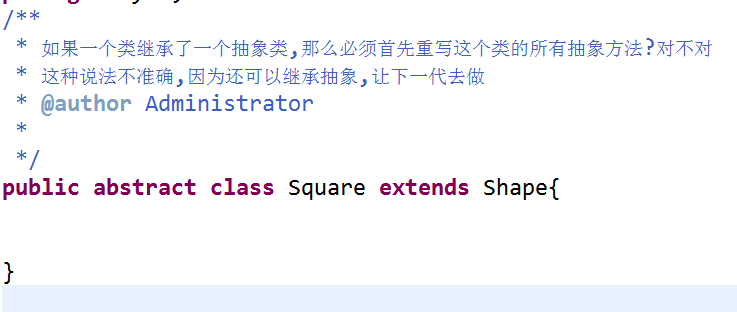 /**
 * 如果一个类继承了一个抽象类,那么必须首先重写这个类的所有抽象方法?对不对
 * 这种说法不准确,因为还可以继承抽象,让下一代去做
 * @author Administrator
 *
 */
public abstract class Square extends Shape{
}